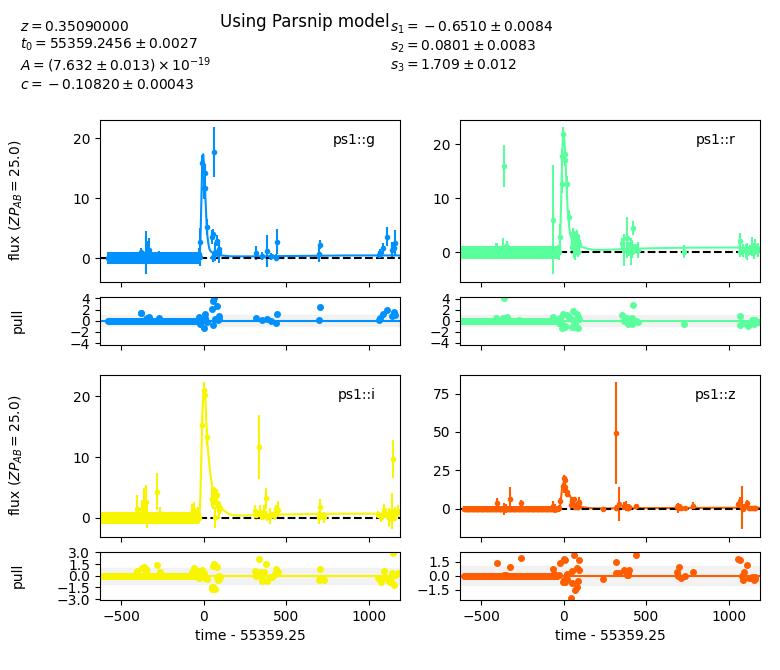 Using Parsnip model
z = 0.35090000
t₀ = 55359.2456 ± 0.0027
A = (7.632 ± 0.013) × 10⁻¹⁹
c = −0.10820 ± 0.00043
s₁ = −0.6510 ± 0.0084
s₂ = 0.0801 ± 0.0083
s₃ = 1.709 ± 0.012
flux (ZP_AB = 25.0)
20
10
0
ps1::g
20
10
0
ps1::r
pull
4
2
0
−2
−4
4
2
0
−2
−4
flux (ZP_AB = 25.0)
20
10
0
ps1::i
75
50
25
0
ps1::z
pull
3.0
1.5
0.0
−1.5
−3.0
1.5
0.0
−1.5
−500 0 500 1000
−500 0 500 1000
time - 55359.25
time - 55359.25